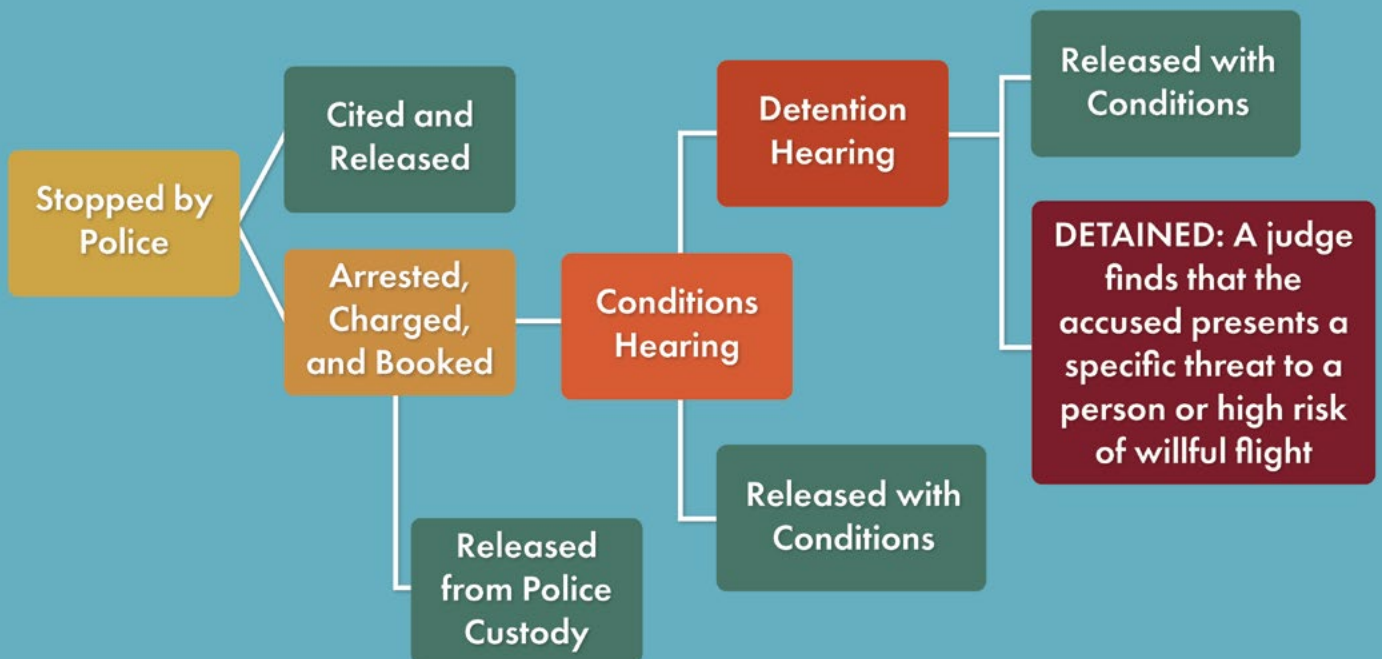 Stopped by
Police
Cited and
Released
Arrested,
Charged,
and Booked
Released
from Police
Custody
Conditions
Hearing
Detention
Hearing
Released with
Conditions
Released with
Conditions
DETAINED: A judge
finds that the
accused presents a
specific threat to a
person or high risk
of willful flight